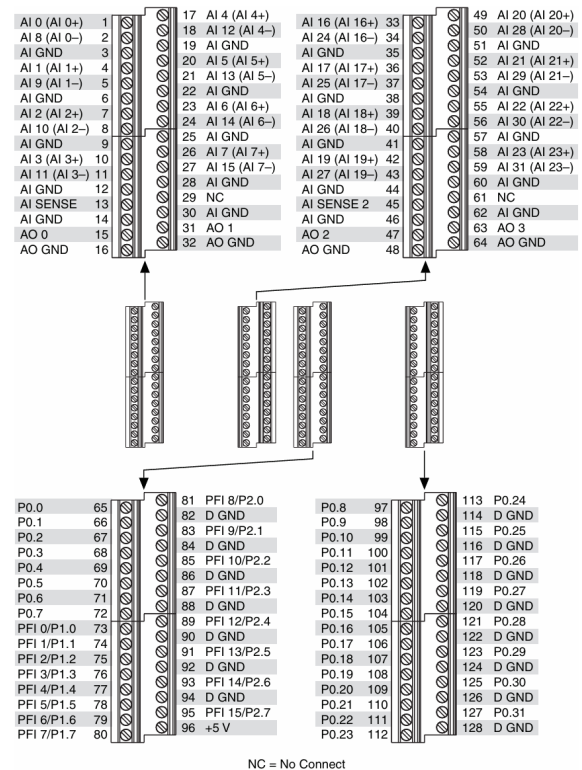 AI 0 (AI 0+) 1
AI 8 (AI 0–) 2
AI GND 3
AI 1 (AI 1+) 4
AI 9 (AI 1–) 5
AI GND 6
AI 2 (AI 2+) 7
AI 10 (AI 2–) 8
AI GND 9
AI 3 (AI 3+) 10
AI 11 (AI 3–) 11
AI GND 12
AI SENSE 13
AI GND 14
AO 0 15
AO GND 16
17 AI 4 (AI 4+)
18 AI 12 (AI 4–)
19 AI GND
20 AI 5 (AI 5+)
21 AI 13 (AI 5–)
22 AI GND
23 AI 6 (AI 6+)
24 AI 14 (AI 6–)
25 AI GND
26 AI 7 (AI 7+)
27 AI 15 (AI 7–)
28 AI GND
29 NC
30 AI GND
31 AO 1
32 AO GND
AI 16 (AI 16+) 33
AI 24 (AI 16–) 34
AI GND 35
AI 17 (AI 17+) 36
AI 25 (AI 17–) 37
AI GND 38
AI 18 (AI 18+) 39
AI 26 (AI 18–) 40
AI GND 41
AI 19 (AI 19+) 42
AI 27 (AI 19–) 43
AI GND 44
AI SENSE 2 45
AI GND 46
AO 2 47
AO GND 48
49 AI 20 (AI 20+)
50 AI 28 (AI 20–)
51 AI GND
52 AI 21 (AI 21+)
53 AI 29 (AI 21–)
54 AI GND
55 AI 22 (AI 22+)
56 AI 30 (AI 22–)
57 AI GND
58 AI 23 (AI 23+)
59 AI 31 (AI 23–)
60 AI GND
61 NC
62 AI GND
63 AO 3
64 AO GND
P0.0 65
P0.1 66
P0.2 67
P0.3 68
P0.4 69
P0.5 70
P0.6 71
P0.7 72
PFI 0/P1.0 73
PFI 1/P1.1 74
PFI 2/P1.2 75
PFI 3/P1.3 76
PFI 4/P1.4 77
PFI 5/P1.5 78
PFI 6/P1.6 79
PFI 7/P1.7 80
81 PFI 8/P2.0
82 D GND
83 PFI 9/P2.1
84 D GND
85 PFI 10/P2.2
86 D GND
87 PFI 11/P2.3
88 D GND
89 PFI 12/P2.4
90 D GND
91 PFI 13/P2.5
92 D GND
93 PFI 14/P2.6
94 D GND
95 PFI 15/P2.7
96 +5 V
P0.8 97
P0.9 98
P0.10 99
P0.11 100
P0.12 101
P0.13 102
P0.14 103
P0.15 104
P0.16 105
P0.17 106
P0.18 107
P0.19 108
P0.20 109
P0.21 110
P0.22 111
P0.23 112
113 P0.24
114 D GND
115 P0.25
116 D GND
117 P0.26
118 D GND
119 P0.27
120 D GND
121 P0.28
122 D GND
123 P0.29
124 D GND
125 P0.30
126 D GND
127 P0.31
128 D GND
NC = No Connect